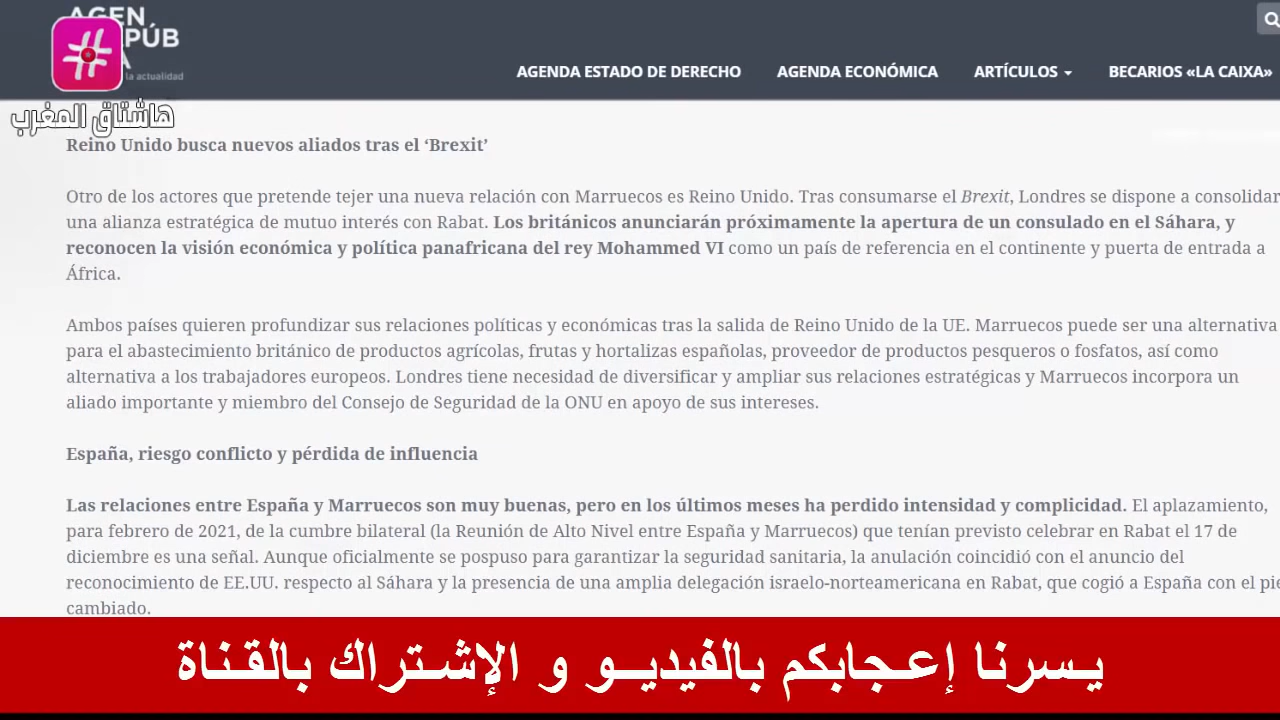 AGEN
PÚB
A
la actualidad
هاشتاق المغرب
AGENDA ESTADO DE DERECHO AGENDA ECONÓMICA ARTÍCULOS BECARIOS «LA CAIXA»
Reino Unido busca nuevos aliados tras el ‘Brexit’
Otro de los actores que pretende tejer una nueva relación con Marruecos es Reino Unido. Tras consumarse el Brexit, Londres se dispone a consolidar
una alianza estratégica de mutuo interés con Rabat. Los británicos anunciarán próximamente la apertura de un consulado en el Sáhara, y
reconocen la visión económica y política panafricana del rey Mohammed VI como un país de referencia en el continente y puerta de entrada a
África.
Ambos países quieren profundizar sus relaciones políticas y económicas tras la salida de Reino Unido de la UE. Marruecos puede ser una alternativa
para el abastecimiento británico de productos agrícolas, frutas y hortalizas españolas, proveedor de productos pesqueros o fosfatos, así como
alternativa a los trabajadores europeos. Londres tiene necesidad de diversificar y ampliar sus relaciones estratégicas y Marruecos incorpora un
aliado importante y miembro del Consejo de Seguridad de la ONU en apoyo de sus intereses.
España, riesgo conflicto y pérdida de influencia
Las relaciones entre España y Marruecos son muy buenas, pero en los últimos meses ha perdido intensidad y complicidad. El aplazamiento,
para febrero de 2021, de la cumbre bilateral (la Reunión de Alto Nivel entre España y Marruecos) que tenían previsto celebrar en Rabat el 17 de
diciembre es una señal. Aunque oficialmente se pospuso para garantizar la seguridad sanitaria, la anulación coincidió con el anuncio del
reconocimiento de EE.UU. respecto al Sáhara y la presencia de una amplia delegación israelo-norteamericana en Rabat, que cogió a España con el pie
cambiado.
يسرنا إعجابكم بالفيديو و الإشتراك بالقناة